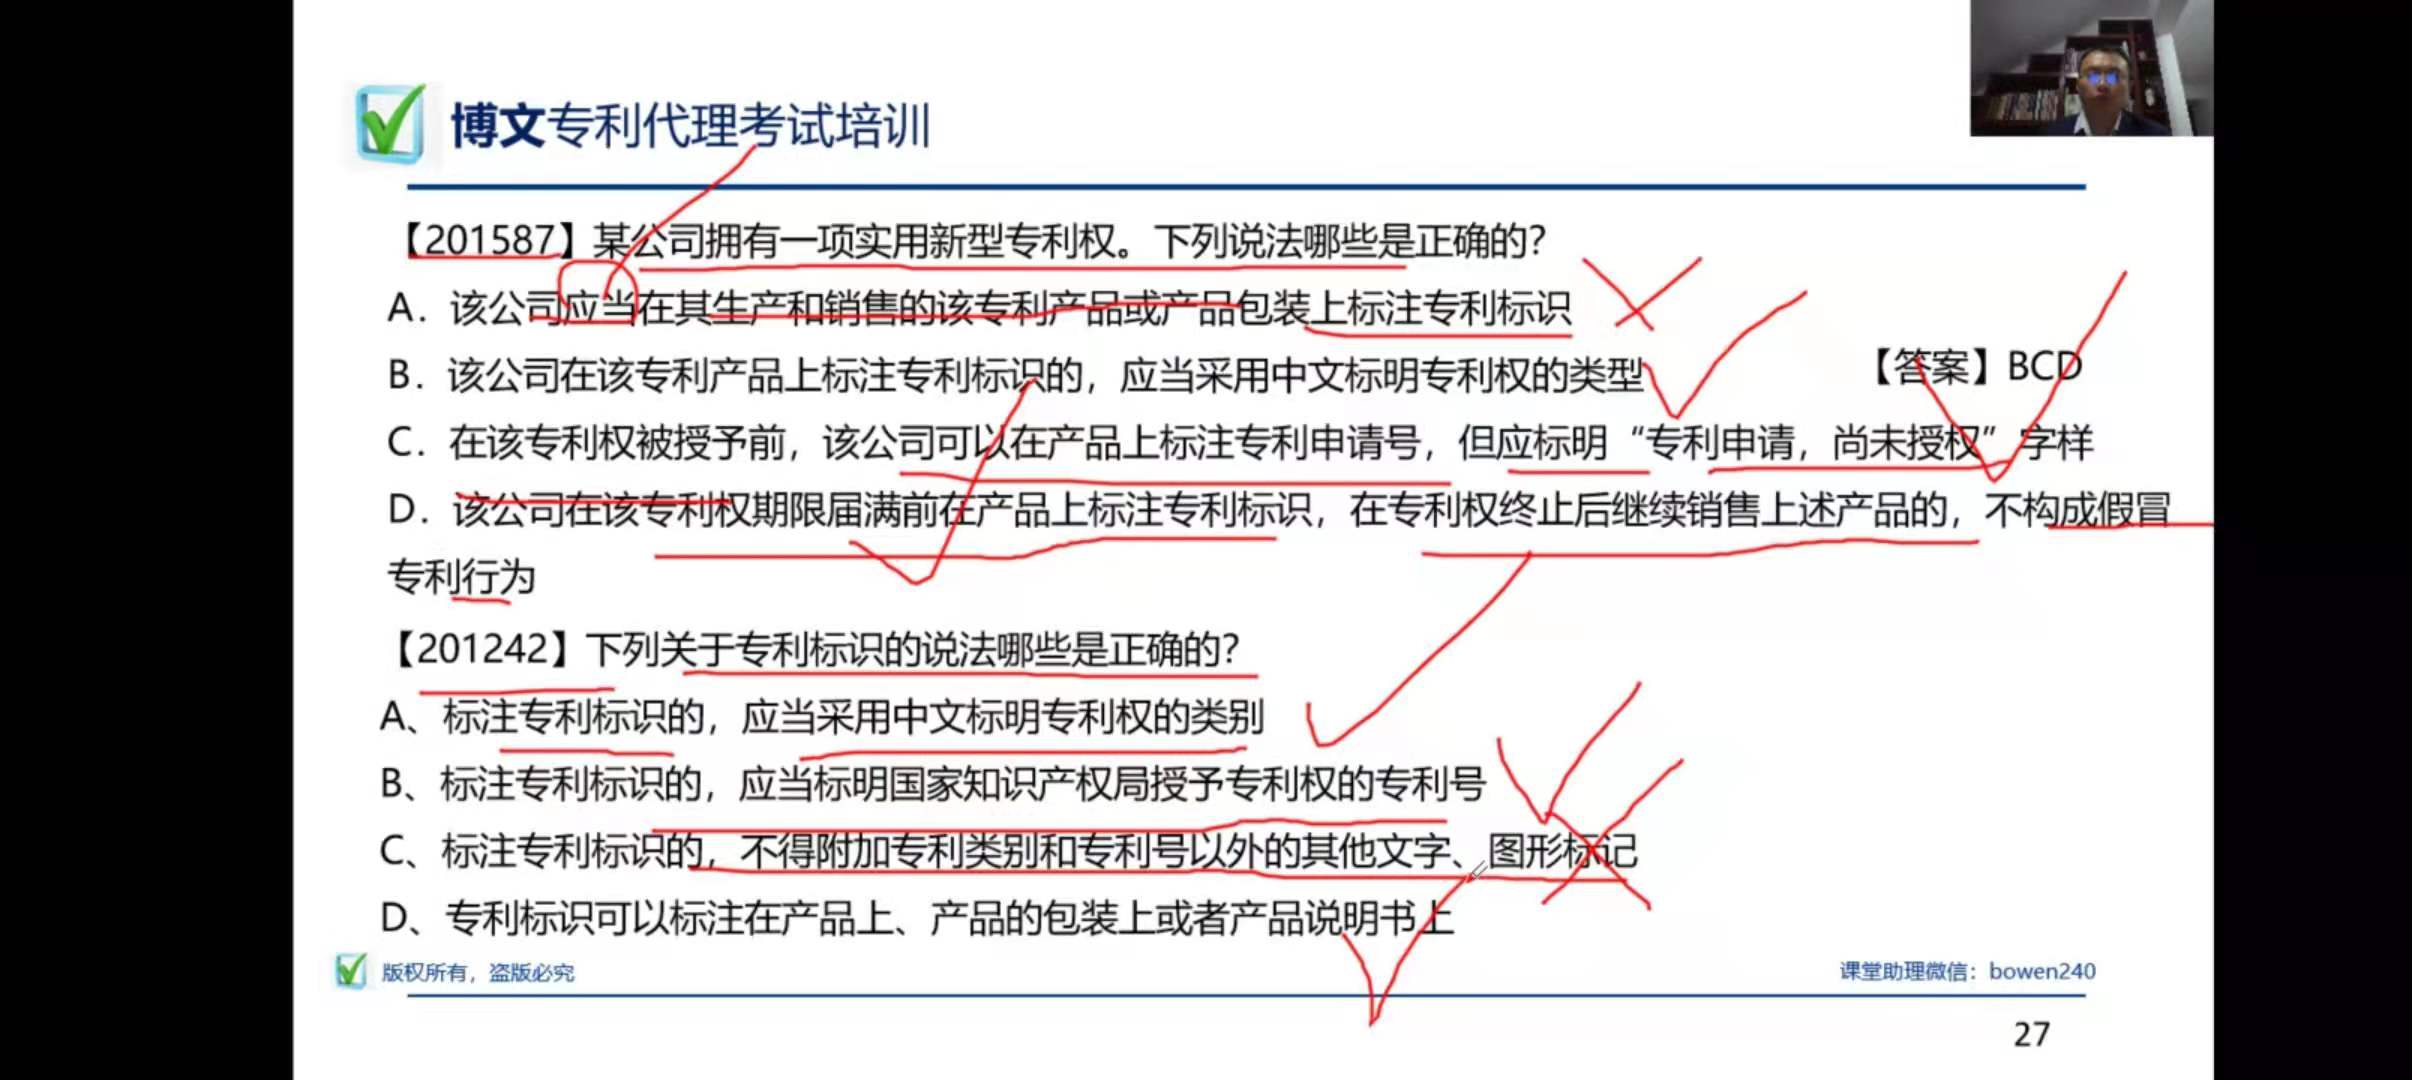 博文专利代理考试培训
【201587】某公司拥有一项实用新型专利权。下列说法哪些是正确的？
A. 该公司应当在其生产和销售的该专利产品或产品包装上标注专利标识
B. 该公司在该专利产品上标注专利标识的，应当采用中文标明专利权的类型
【答案】BCD
C. 在该专利权被授予前，该公司可以在产品上标注专利申请号，但应标明“专利申请，尚未授权”字样
D. 该公司在该专利权期限届满前在产品上标注专利标识，在专利权终止后继续销售上述产品的，不构成假冒
专利行为
【201242】下列关于专利标识的说法哪些是正确的？
A、标注专利标识的，应当采用中文标明专利权的类别
B、标注专利标识的，应当标明国家知识产权局授予专利权的专利号
C、标注专利标识的，不得附加专利类别和专利号以外的其他文字、图形标记
D、专利标识可以标注在产品上、产品的包装上或者产品说明书上
版权所有，盗版必究
课堂助理微信：bowen240
27